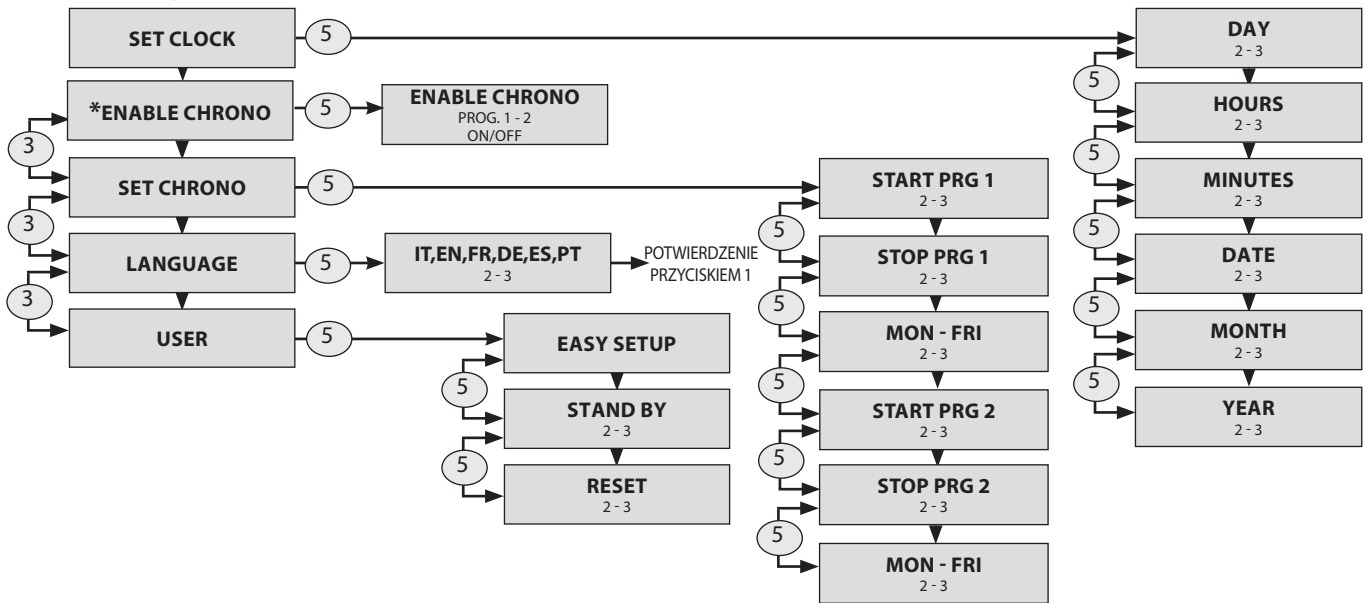 SET CLOCK
5
*ENABLE CHRONO
5
ENABLE CHRONO
PROG. 1 - 2
ON/OFF
3
SET CHRONO
5
3
LANGUAGE
5
IT,EN,FR,DE,ES,PT
2 - 3
POTWIERDZENIE
PRZYCISKIEM 1
3
USER
5
EASY SETUP
5
STAND BY
2 - 3
5
RESET
2 - 3
START PRG 1
2 - 3
5
STOP PRG 1
2 - 3
5
MON - FRI
2 - 3
5
START PRG 2
2 - 3
5
STOP PRG 2
2 - 3
5
MON - FRI
2 - 3
DAY
2 - 3
5
HOURS
2 - 3
5
MINUTES
2 - 3
5
DATE
2 - 3
5
MONTH
2 - 3
5
YEAR
2 - 3